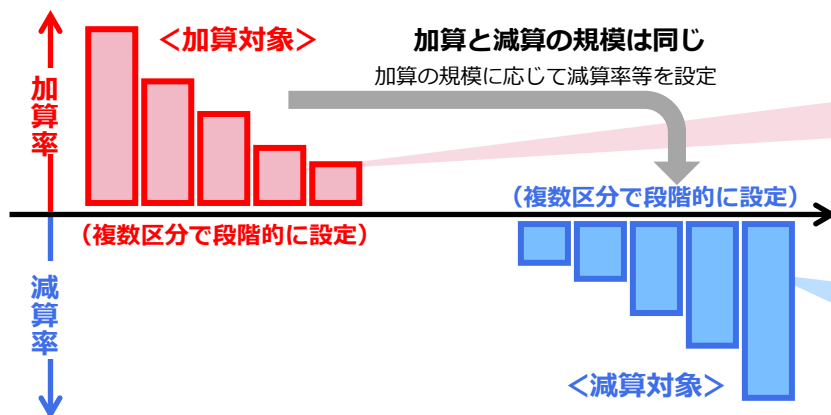 <加算対象>
加算と減算の規模は同じ
加算の規模に応じて減算率等を設定
加算率
(複数区分で段階的に設定)
(複数区分で段階的に設定)
減算率
<減算対象>